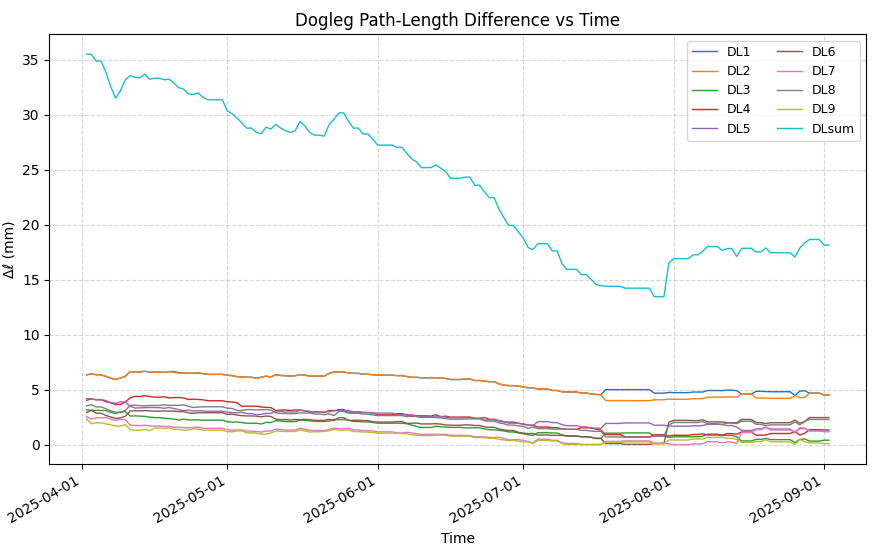 Dogleg Path-Length Difference vs Time
Δℓ (mm)
35
30
25
20
15
10
5
0
DL1
DL2
DL3
DL4
DL5
DL6
DL7
DL8
DL9
DLsum
2025-04-01
2025-05-01
2025-06-01
2025-07-01
2025-08-01
2025-09-01
Time